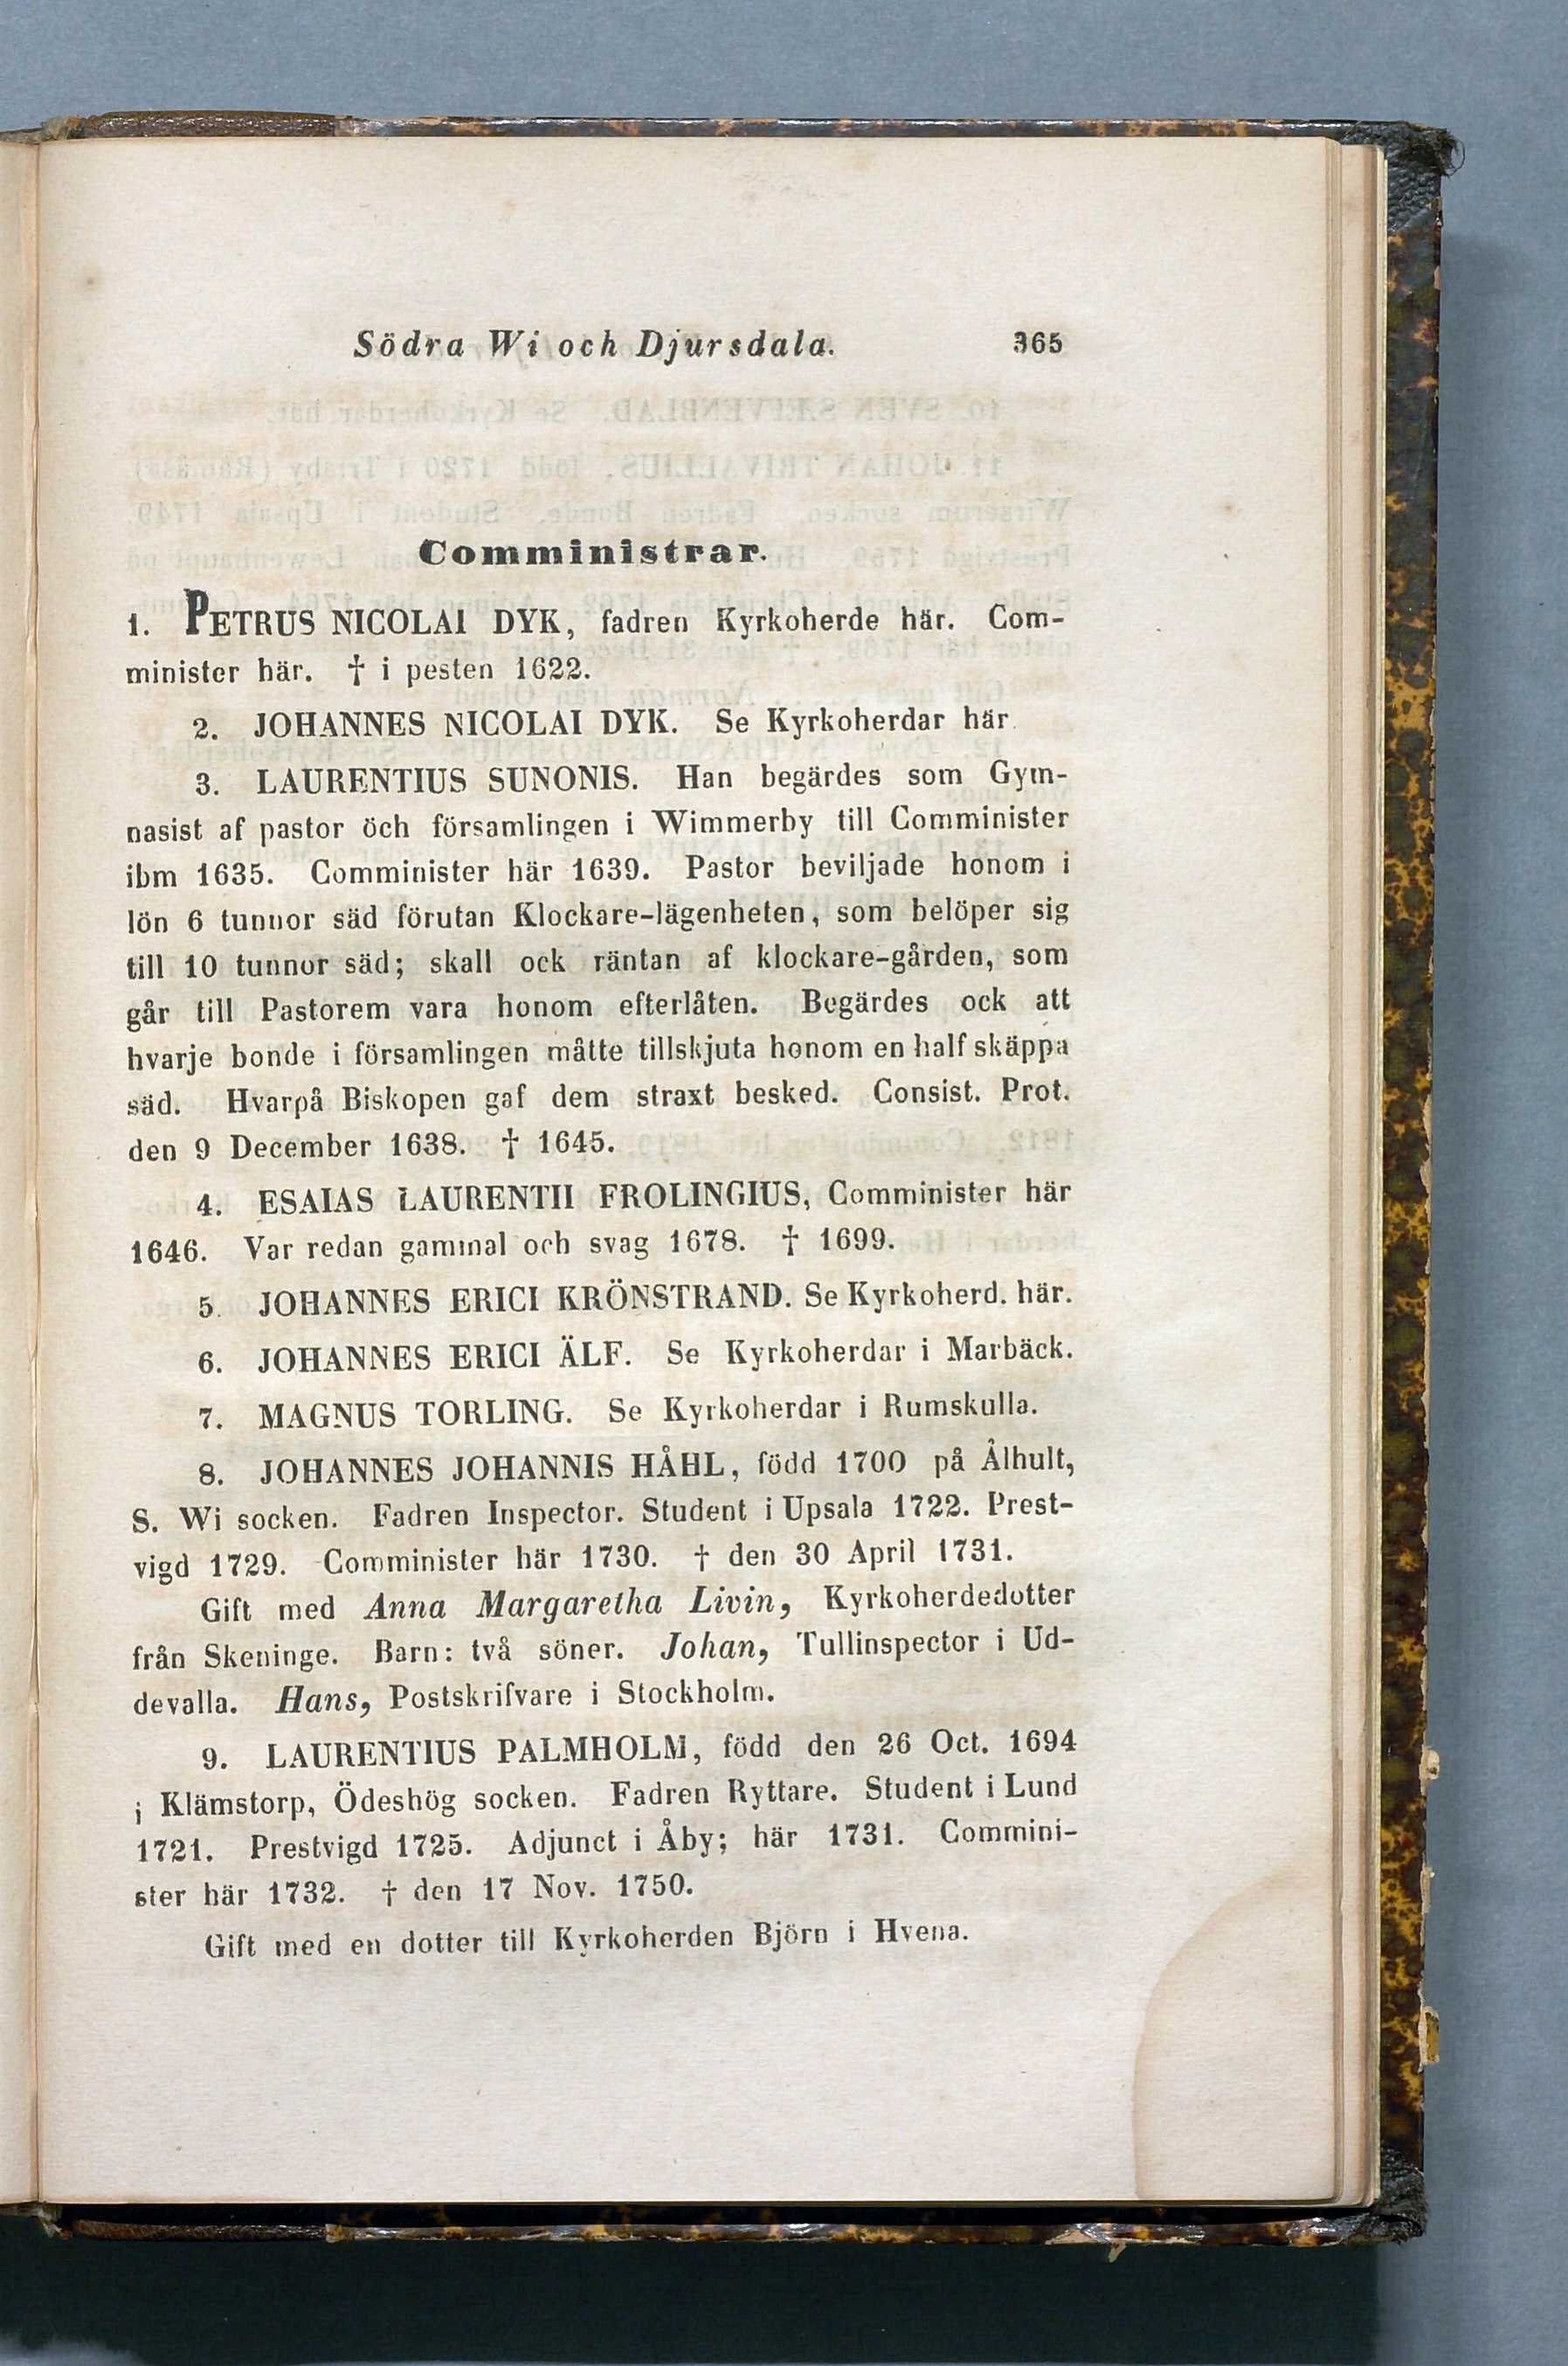 Södra Wi och Djursdala. 365
Comministrar.
1. PETRUS NICOLAI DYK, fadren Kyrkoherde här. Com-
minister här. † i pesten 1622.
2. JOHANNES NICOLAI DYK. Se Kyrkoherdar här
3. LAURENTIUS SUNONIS. Han begärdes som Gym-
nasist af pastor öch församlingen i Wimmerby till Comminister
ibm 1635. Comminister här 1639. Pastor beviljade honom i
lön 6 tunnor säd förutan Klockare-lägenheten, som belöper sig
till 10 tunnor säd; skall ock räntan af klockare-gården, som
går till Pastorem vara honom efterlåten. Begärdes ock att
hvarje bonde i församlingen måtte tillskjuta honom en half skäppa
säd. Hvarpå Biskopen gaf dem straxt besked. Consist. Prot.
den 9 December 1638. † 1645.
4. ESAIAS LAURENTII FROLINGIUS, Comminister här
1646. Var redan gammal och svag 1678. † 1699.
5. JOHANNES ERICI KRÖNSTRAND. Se Kyrkoherd. här.
6. JOHANNES ERICI ÄLF. Se Kyrkoherdar i Marbäck.
7. MAGNUS TORLING. Se Kyrkoherdar i Rumskulla.
8. JOHANNES JOHANNIS HÅHL, född 1700 på Ålhult,
S. Wi socken. Fadren Inspector. Student i Upsala 1722. Prest-
vigd 1729. Comminister här 1730. † den 30 April 1731.
Gift med Anna Margaretha Livin, Kyrkoherdedotter
från Skeninge. Barn: två söner. Johan, Tullinspector i Ud-
devalla. Hans, Postskrifvare i Stockholm.
9. LAURENTIUS PALMHOLM, född den 26 Oct. 1694
i Klämstorp, Ödeshög socken. Fadren Ryttare. Student i Lund
1721. Prestvigd 1725. Adjunct i Åby; här 1731. Commini-
ster här 1732. † den 17 Nov. 1750.
Gift med en dotter till Kyrkoherden Björn i Hvena.